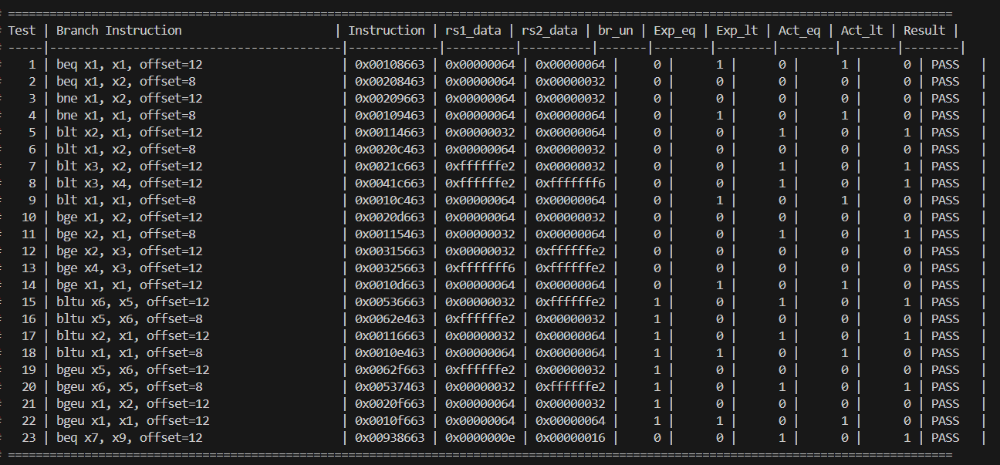 # ========================================================================================================================================
# Test | Branch Instruction                      | Instruction | rs1_data | rs2_data | br_un | Exp_eq | Exp_lt | Act_eq | Act_lt | Result |
# -----|------------------------------------------|-------------|----------|----------|-------|--------|--------|--------|--------|--------|
#    1 | beq x1, x1, offset=12                    | 0x00108663 | 0x00000064 | 0x00000064 |     0 |      1 |      0 |      1 |      0 | PASS   |
#    2 | beq x1, x2, offset=8                     | 0x00208463 | 0x00000064 | 0x00000032 |     0 |      0 |      0 |      0 |      0 | PASS   |
#    3 | bne x1, x2, offset=12                    | 0x00209663 | 0x00000064 | 0x00000032 |     0 |      0 |      0 |      0 |      0 | PASS   |
#    4 | bne x1, x1, offset=8                     | 0x00109463 | 0x00000064 | 0x00000064 |     0 |      1 |      0 |      1 |      0 | PASS   |
#    5 | blt x2, x1, offset=12                    | 0x00114663 | 0x00000032 | 0x00000064 |     0 |      0 |      1 |      0 |      1 | PASS   |
#    6 | blt x1, x2, offset=8                     | 0x0020c463 | 0x00000064 | 0x00000032 |     0 |      0 |      0 |      0 |      0 | PASS   |
#    7 | blt x3, x2, offset=12                    | 0x0021c663 | 0xffffffe2 | 0x00000032 |     0 |      0 |      1 |      0 |      1 | PASS   |
#    8 | blt x3, x4, offset=12                    | 0x0041c663 | 0xffffffe2 | 0xfffffff6 |     0 |      0 |      1 |      0 |      1 | PASS   |
#    9 | blt x1, x1, offset=8                     | 0x0010c463 | 0x00000064 | 0x00000064 |     0 |      1 |      0 |      1 |      0 | PASS   |
#   10 | bge x1, x2, offset=12                    | 0x0020d663 | 0x00000064 | 0x00000032 |     0 |      0 |      0 |      0 |      0 | PASS   |
#   11 | bge x2, x1, offset=8                     | 0x00115463 | 0x00000032 | 0x00000064 |     0 |      0 |      1 |      0 |      1 | PASS   |
#   12 | bge x2, x3, offset=12                    | 0x00315663 | 0x00000032 | 0xffffffe2 |     0 |      0 |      0 |      0 |      0 | PASS   |
#   13 | bge x4, x3, offset=12                    | 0x00325663 | 0xfffffff6 | 0xffffffe2 |     0 |      0 |      0 |      0 |      0 | PASS   |
#   14 | bge x1, x1, offset=12                    | 0x0010d663 | 0x00000064 | 0x00000064 |     0 |      1 |      0 |      1 |      0 | PASS   |
#   15 | bltu x6, x5, offset=12                   | 0x00536663 | 0x00000032 | 0xffffffe2 |     1 |      0 |      1 |      0 |      1 | PASS   |
#   16 | bltu x5, x6, offset=8                    | 0x0062e463 | 0xffffffe2 | 0x00000032 |     1 |      0 |      0 |      0 |      0 | PASS   |
#   17 | bltu x2, x1, offset=12                   | 0x00116663 | 0x00000032 | 0x00000064 |     1 |      0 |      1 |      0 |      1 | PASS   |
#   18 | bltu x1, x1, offset=8                    | 0x0010e463 | 0x00000064 | 0x00000064 |     1 |      1 |      0 |      1 |      0 | PASS   |
#   19 | bgeu x5, x6, offset=12                   | 0x0062f663 | 0xffffffe2 | 0x00000032 |     1 |      0 |      0 |      0 |      0 | PASS   |
#   20 | bgeu x6, x5, offset=8                    | 0x00537463 | 0x00000032 | 0xffffffe2 |     1 |      0 |      1 |      0 |      1 | PASS   |
#   21 | bgeu x1, x2, offset=12                   | 0x0020f663 | 0x00000064 | 0x00000032 |     1 |      0 |      0 |      0 |      0 | PASS   |
#   22 | bgeu x1, x1, offset=12                   | 0x0010f663 | 0x00000064 | 0x00000064 |     1 |      1 |      0 |      1 |      0 | PASS   |
#   23 | beq x7, x9, offset=12                    | 0x00938663 | 0x0000000e | 0x00000016 |     0 |      0 |      1 |      0 |      1 | PASS   |
# ========================================================================================================================================